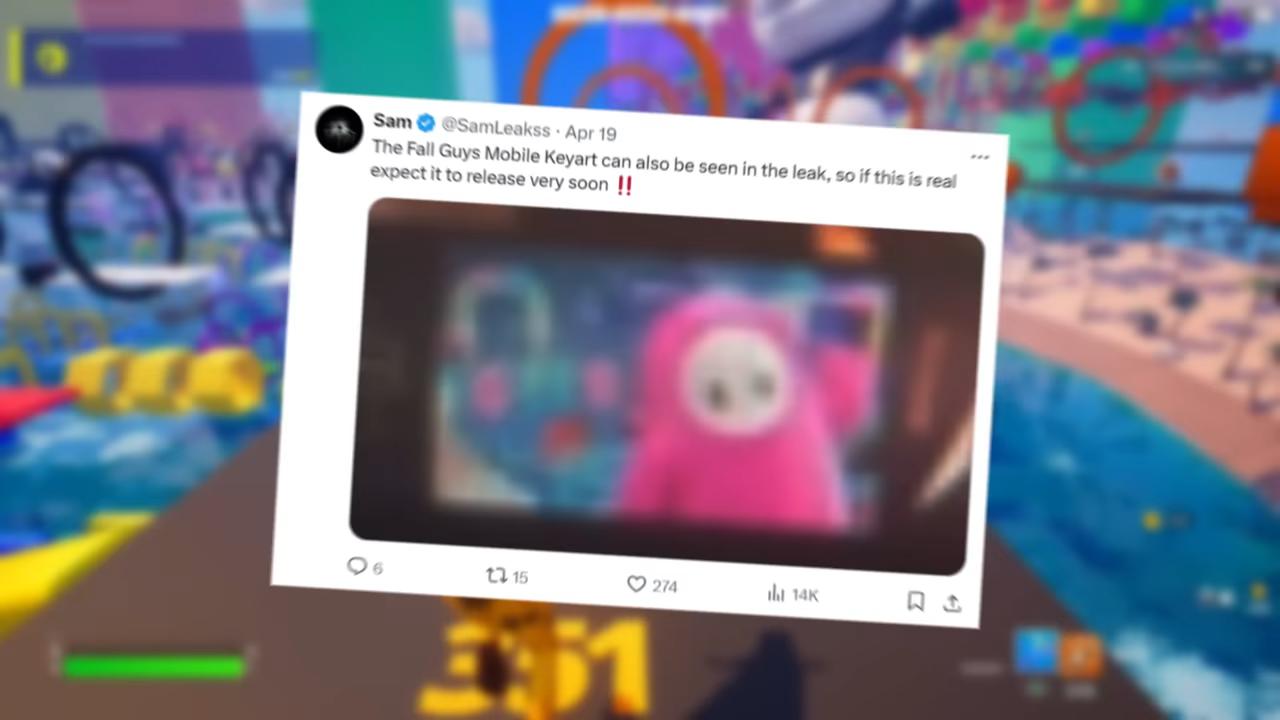 Sam @SamLeakss · Apr 19
The Fall Guys Mobile Keyart can also be seen in the leak, so if this is real
expect it to release very soon ‼️
6 15 274 14K
351